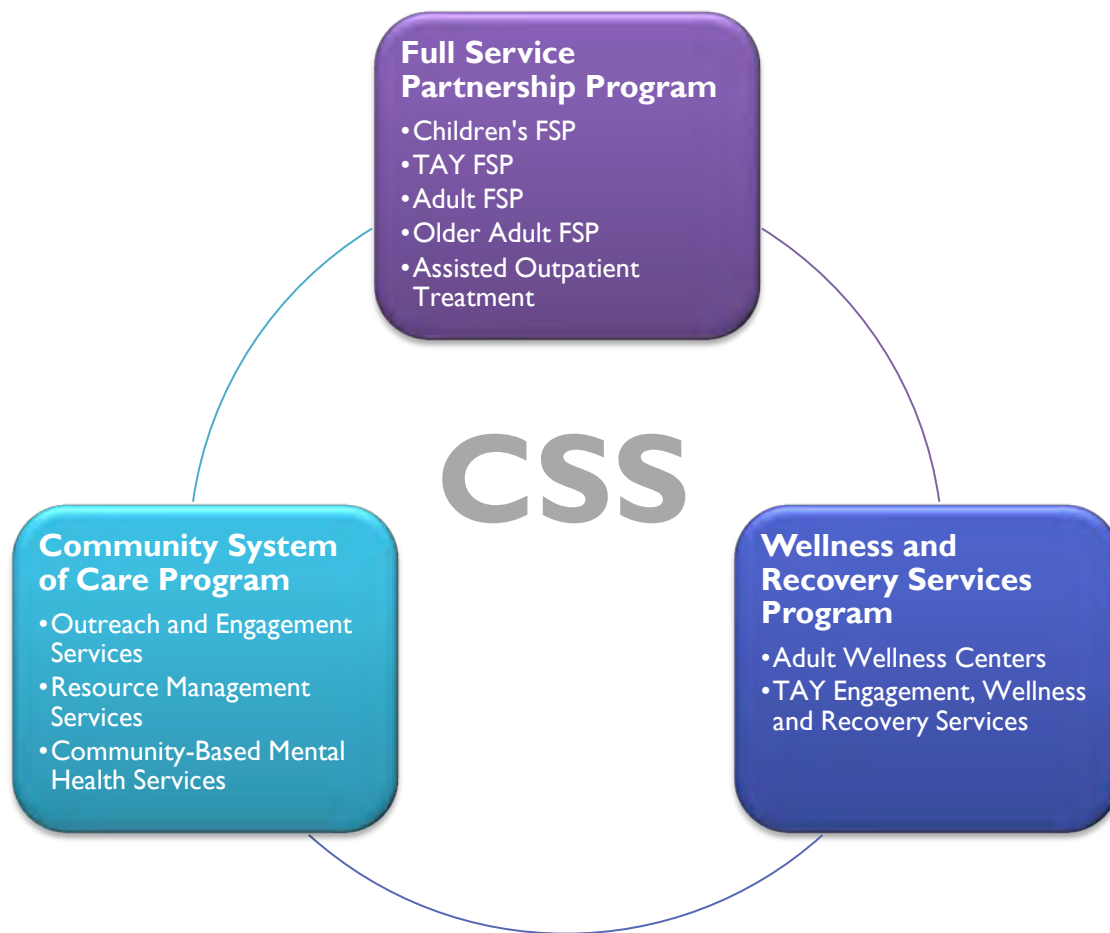 Full Service
Partnership Program
•Children's FSP
•TAY FSP
•Adult FSP
•Older Adult FSP
•Assisted Outpatient
Treatment
CSS
Community System
of Care Program
•Outreach and Engagement
Services
•Resource Management
Services
•Community-Based Mental
Health Services
Wellness and
Recovery Services
Program
•Adult Wellness Centers
•TAY Engagement, Wellness
and Recovery Services